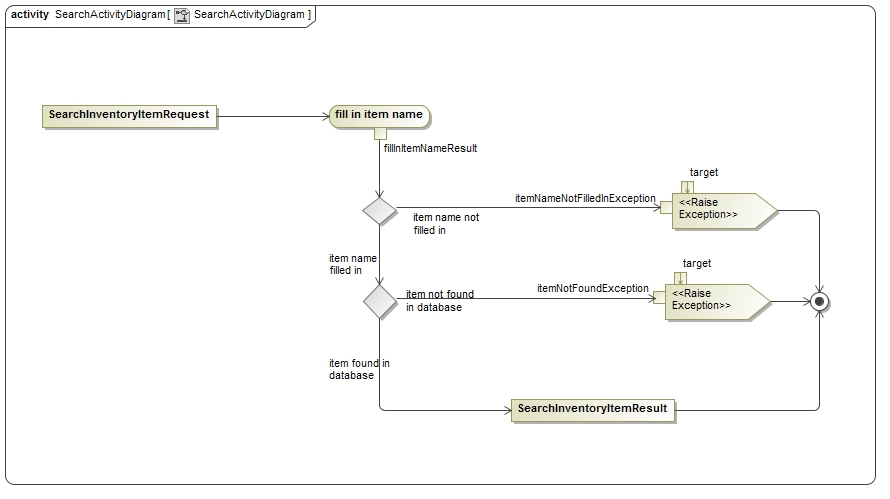 activity SearchActivityDiagram[ SearchActivityDiagram ]
SearchInventoryItemRequest
fill in item name
fillInItemNameResult
target
itemNameNotFilledInException
<<Raise
Exception>>
item name not
filled in
item name
filled in
target
itemNotFoundException
<<Raise
Exception>>
item not found
in database
item found in
database
SearchInventoryItemResult